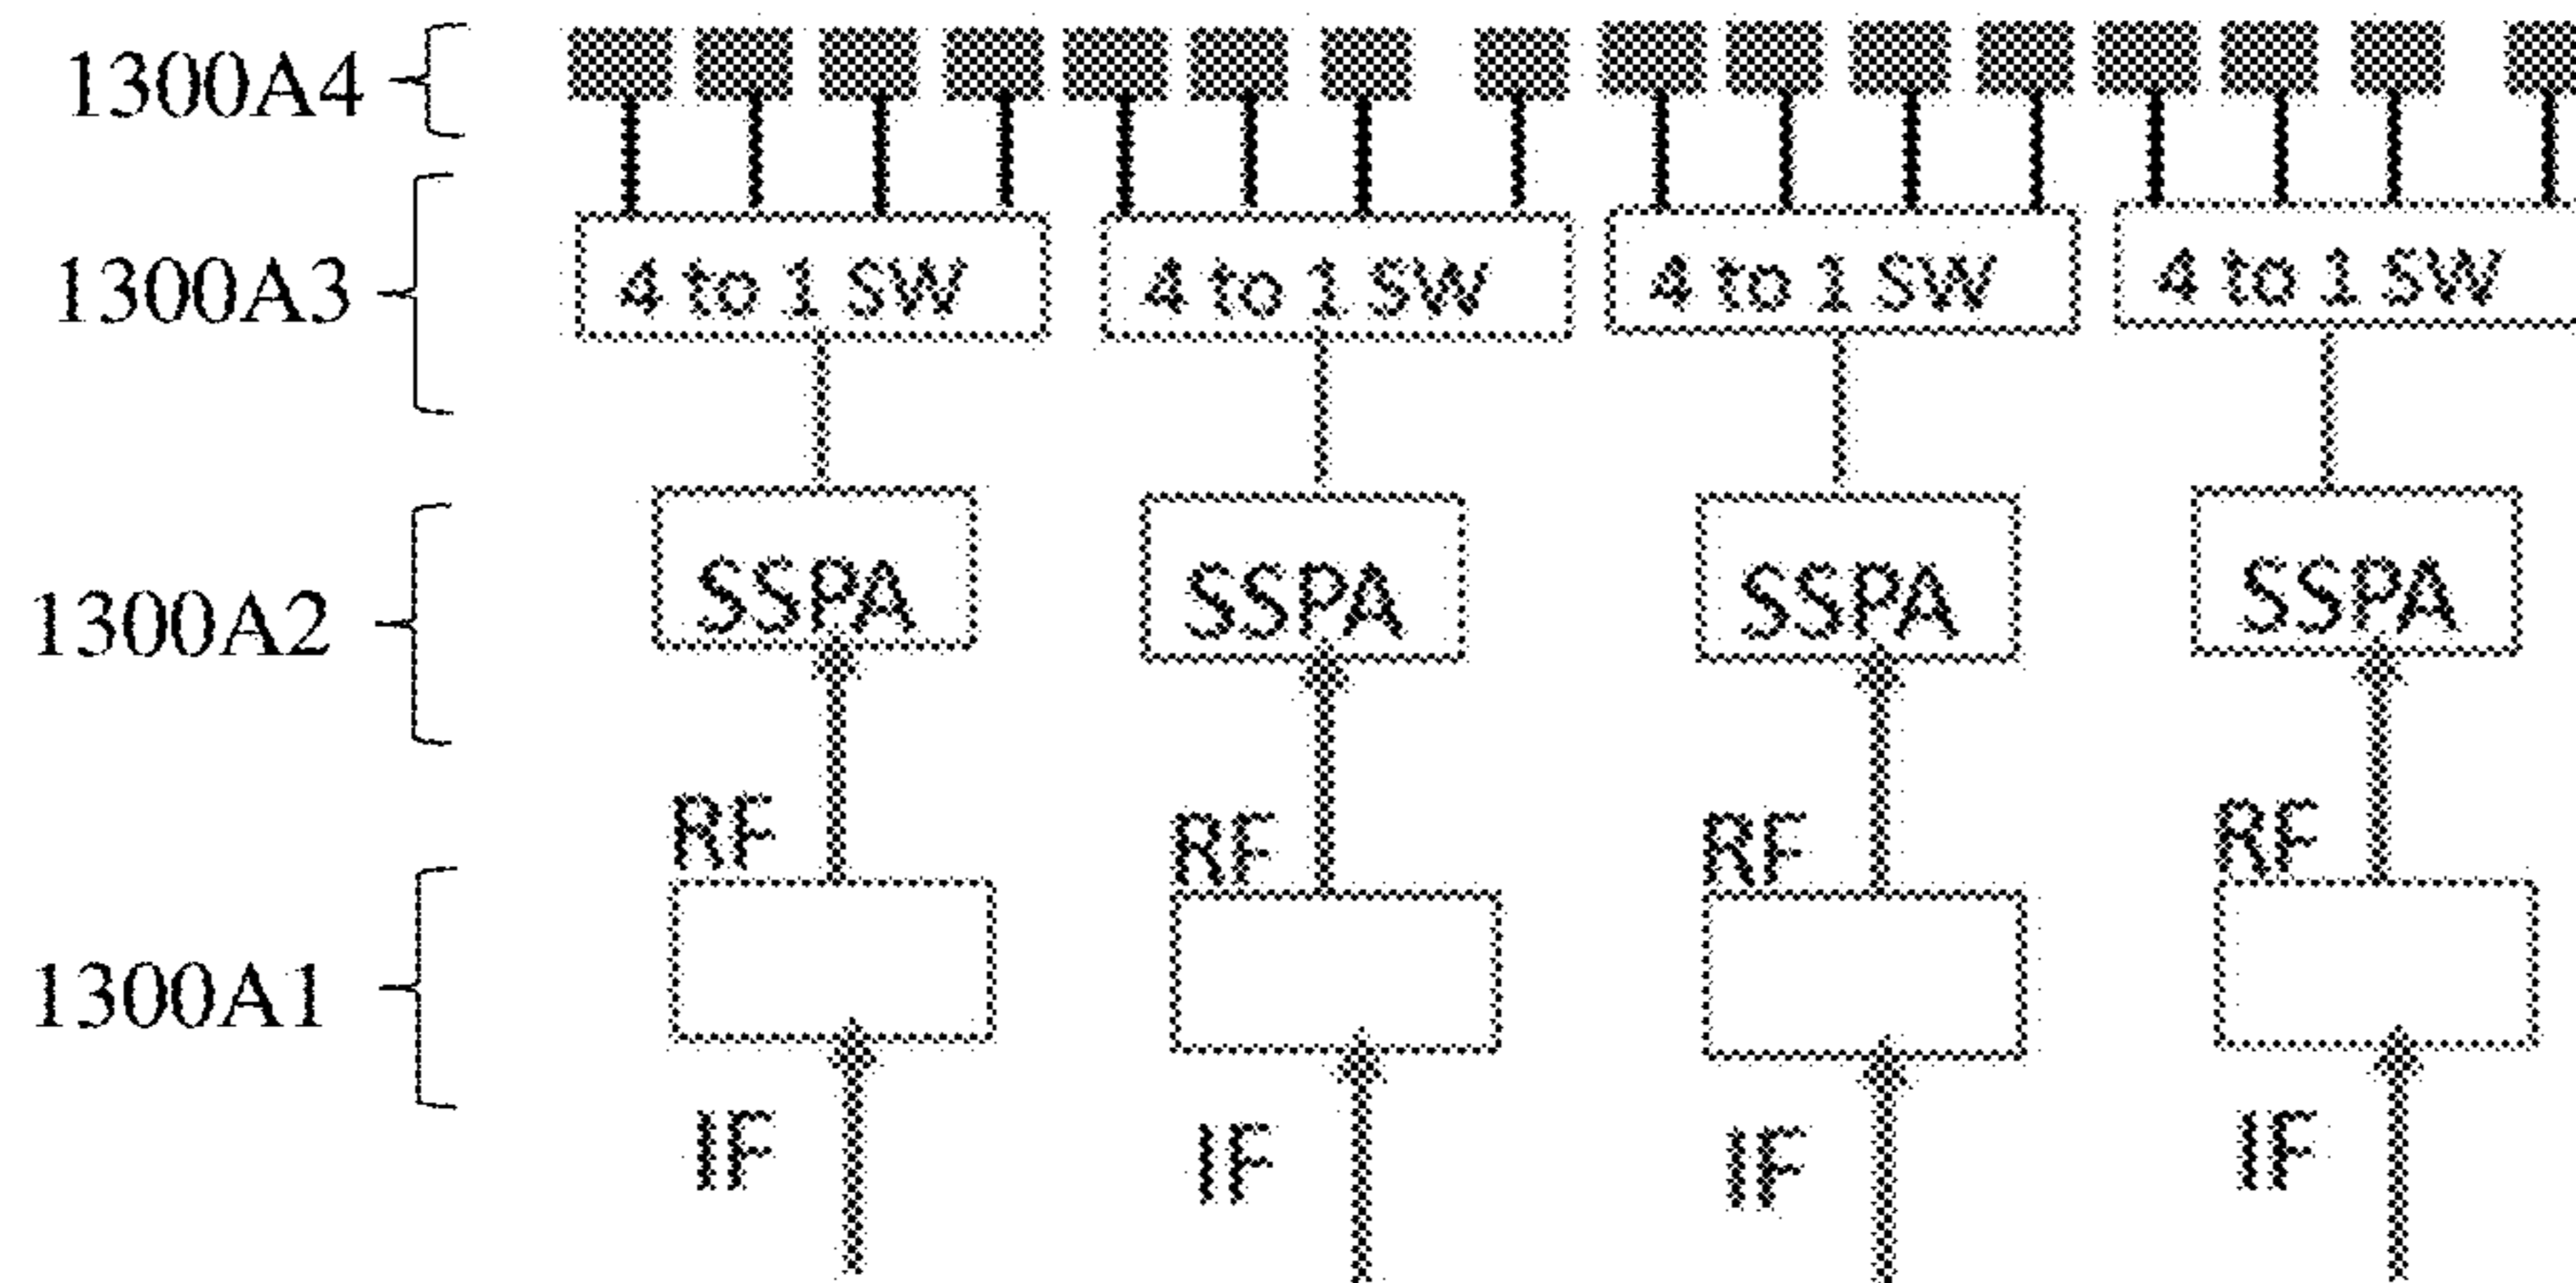 1300A4
1300A3
4 to 1 SW 4 to 1 SW 4 to 1 SW 4 to 1 SW
1300A2
SSPA SSPA SSPA SSPA
RF RF RF RF
1300A1
IF IF IF IF